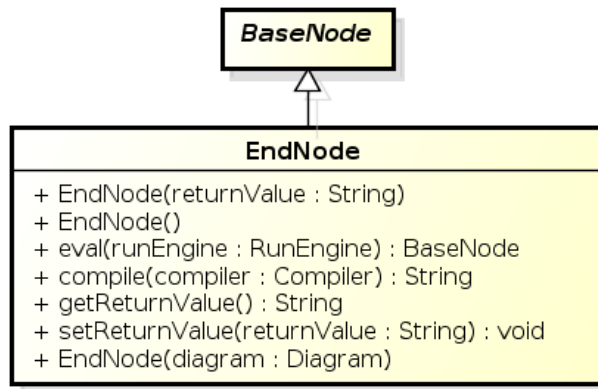 BaseNode
EndNode
+ EndNode(returnValue : String)
+ EndNode()
+ eval(runEngine : RunEngine) : BaseNode
+ compile(compiler : Compiler) : String
+ getReturnValue() : String
+ setReturnValue(returnValue : String) : void
+ EndNode(diagram : Diagram)